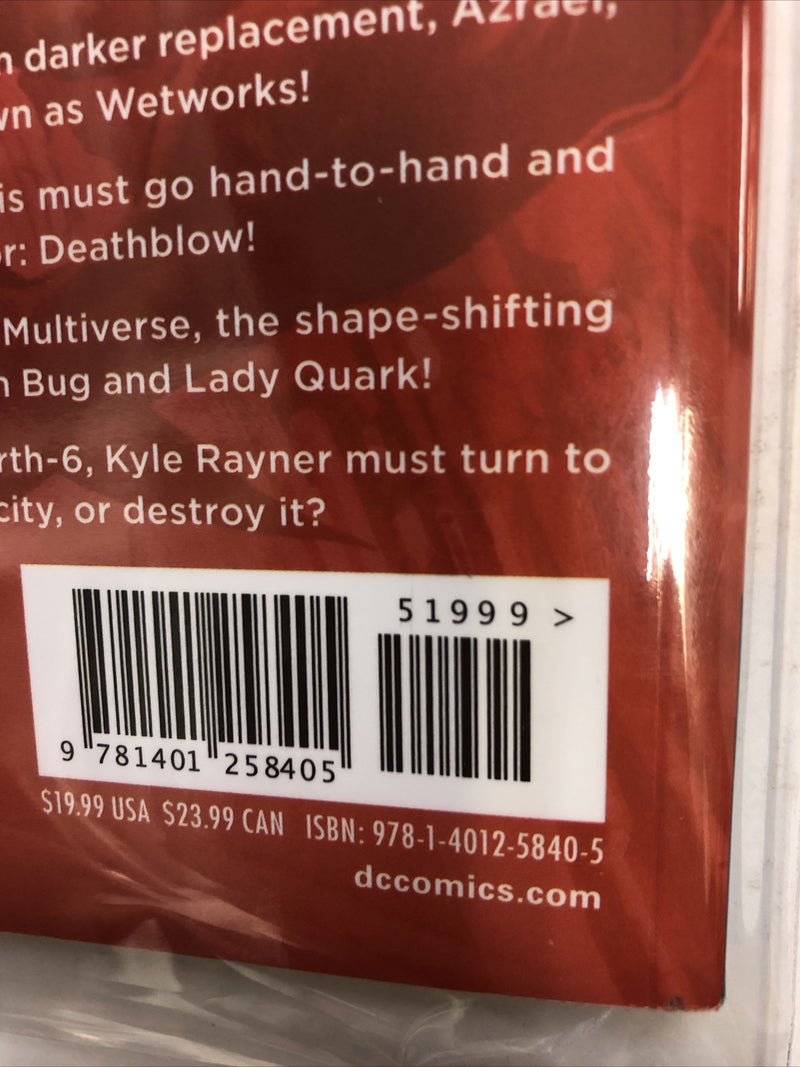 darker replacement, Azrael,
as Wetworks!
must go hand-to-hand and
Deathblow!
Multiverse, the shape-shifting
Bug and Lady Quark!
rth-6, Kyle Rayner must turn to
city, or destroy it?
51999 >
9 781401 258405
$19.99 USA $23.99 CAN ISBN: 978-1-4012-5840-5
dccomics.com